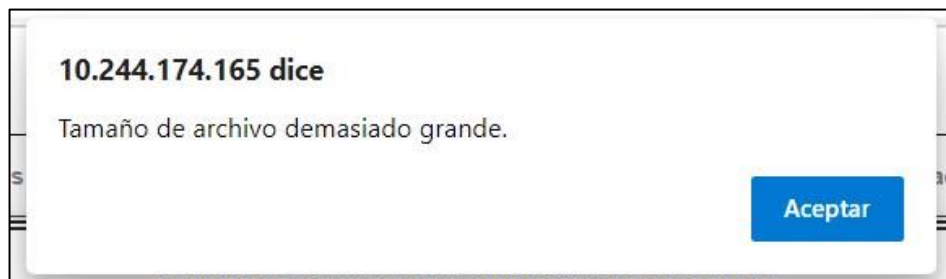 10.244.174.165 dice
Tamaño de archivo demasiado grande.
Aceptar